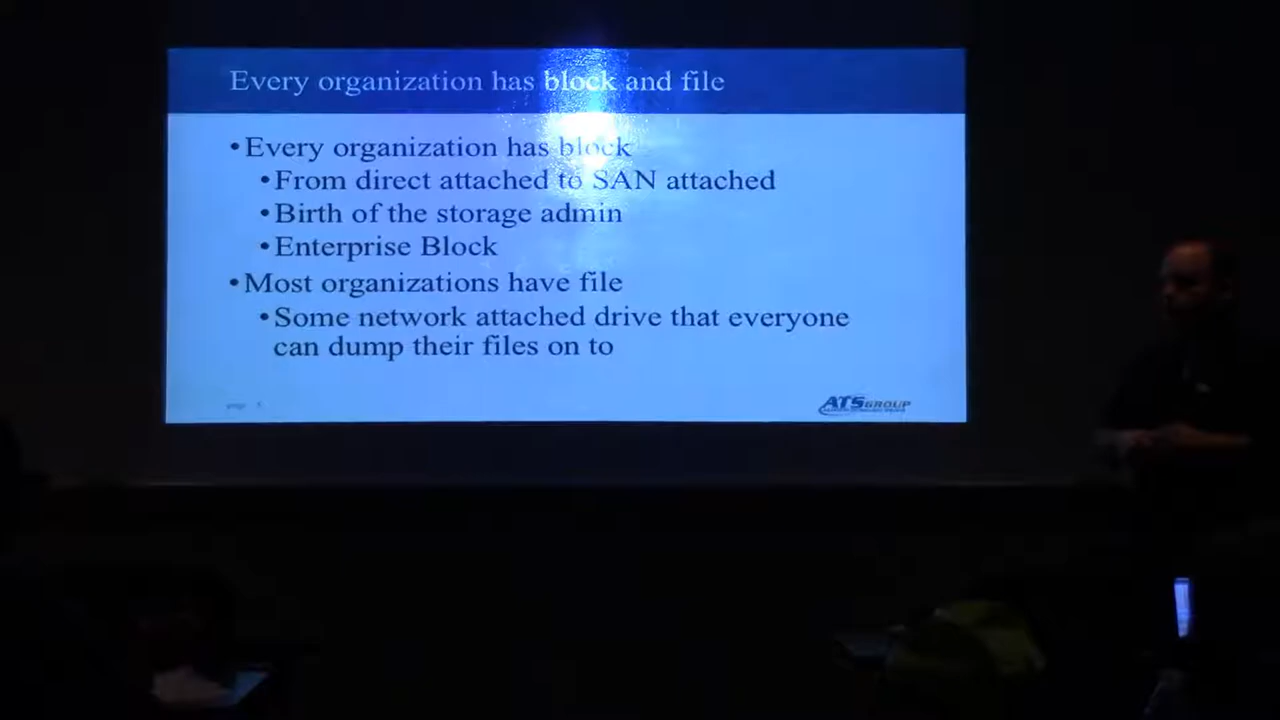 Every organization has block and file
•Every organization has block
•From direct attached to SAN attached
•Birth of the storage admin
•Enterprise Block
•Most organizations have file
•Some network attached drive that everyone
can dump their files on to
ATS GROUP